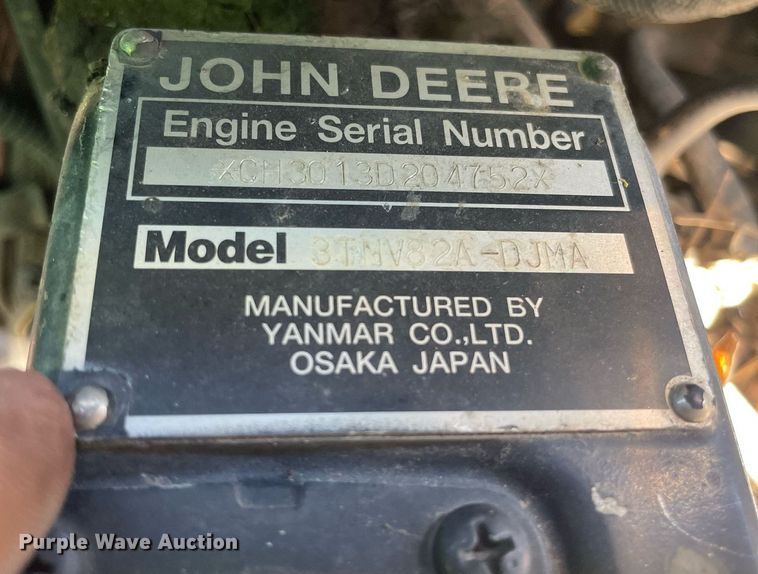 JOHN DEERE
Engine Serial Number
*CH3013D204752*
Model 3TNV82A-DJMA
MANUFACTURED BY
YANMAR CO.,LTD.
OSAKA JAPAN
Purple Wave Auction